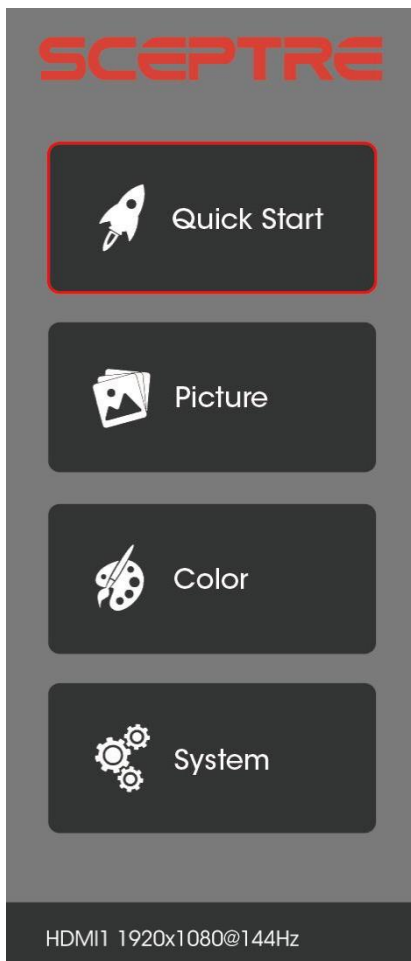 SCEPTRE
Quick Start
Picture
Color
System
HDMI1 1920x1080@144Hz